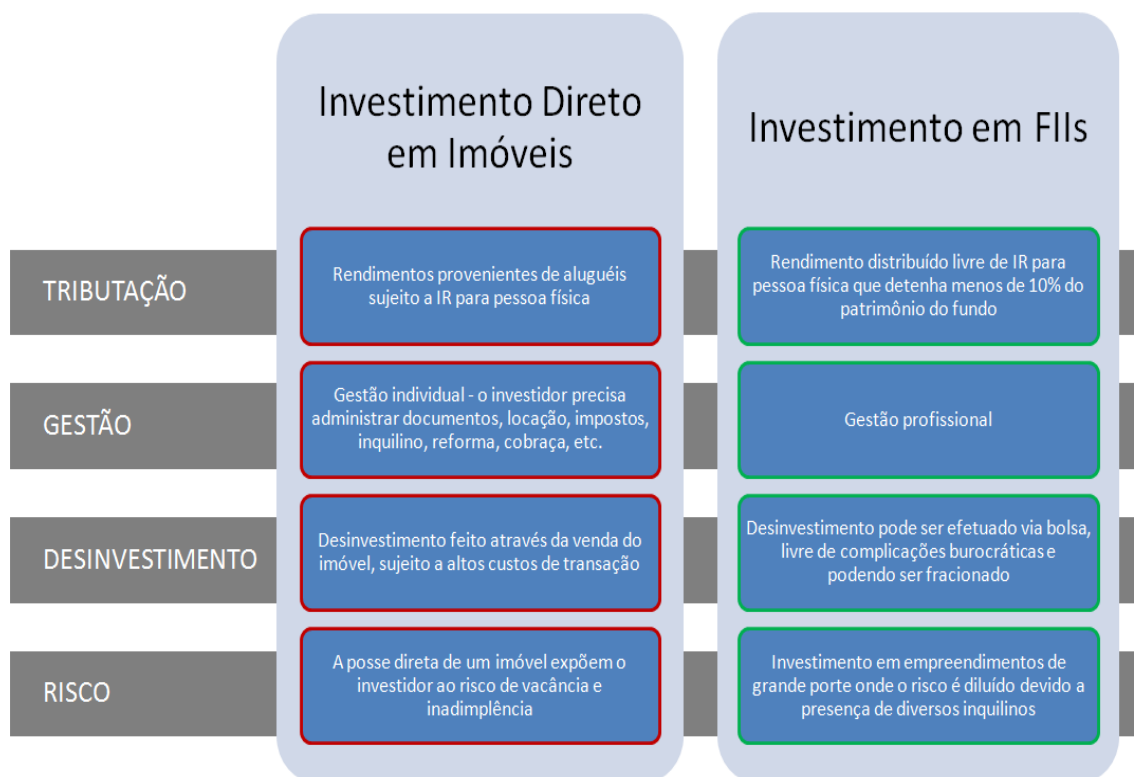 Investimento Direto
em Imóveis
Investimento em FIIs
TRIBUTAÇÃO
Rendimentos provenientes de aluguéis
sujeito a IR para pessoa física
Rendimento distribuído livre de IR para
pessoa física que detenha menos de 10% do
patrimônio do fundo
GESTÃO
Gestão individual - o investidor precisa
administrar documentos, locação, impostos,
inquilino, reforma, cobraça, etc.
Gestão profissional
DESINVESTIMENTO
Desinvestimento feito através da venda do
imóvel, sujeito a altos custos de transação
Desinvestimento pode ser efetuado via bolsa,
livre de complicações burocráticas e
podendo ser fracionado
RISCO
A posse direta de um imóvel expõem o
investidor ao risco de vacância e
inadimplência
Investimento em empreendimentos de
grande porte onde o risco é diluído devido a
presença de diversos inquilinos